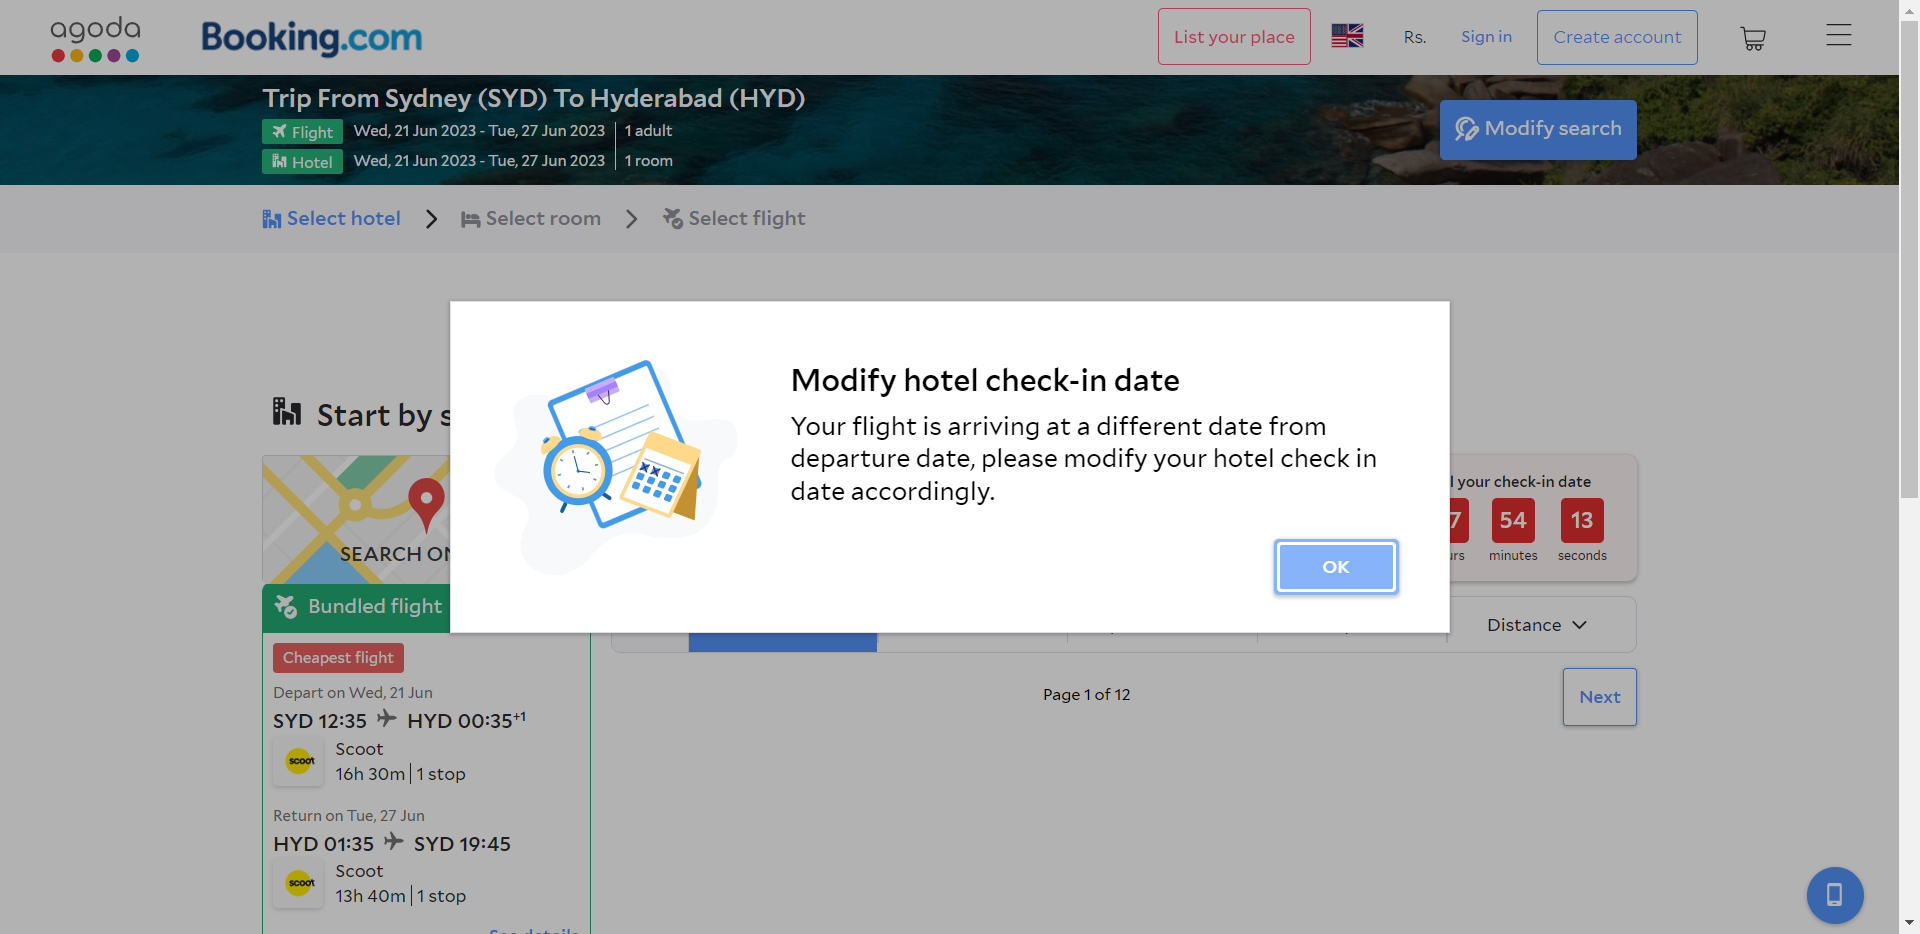 agoda
Booking.com
List your place
Rs.
Sign in
Create account
Trip From Sydney (SYD) To Hyderabad (HYD)
Flight Wed, 21 Jun 2023 - Tue, 27 Jun 2023 1 adult
Hotel Wed, 21 Jun 2023 - Tue, 27 Jun 2023 1 room
Modify search
Select hotel
Select room
Select flight
Modify hotel check-in date
Your flight is arriving at a different date from
departure date, please modify your hotel check in
date accordingly.
OK
Start by s
SEARCH ON
your check-in date
7 54 13
urs minutes seconds
Bundled flight
Distance
Cheapest flight
Page 1 of 12
Next
Depart on Wed, 21 Jun
SYD 12:35 HYD 00:35+1
scoot
Scoot
16h 30m 1 stop
Return on Tue, 27 Jun
HYD 01:35 SYD 19:45
scoot
Scoot
13h 40m 1 stop
See details